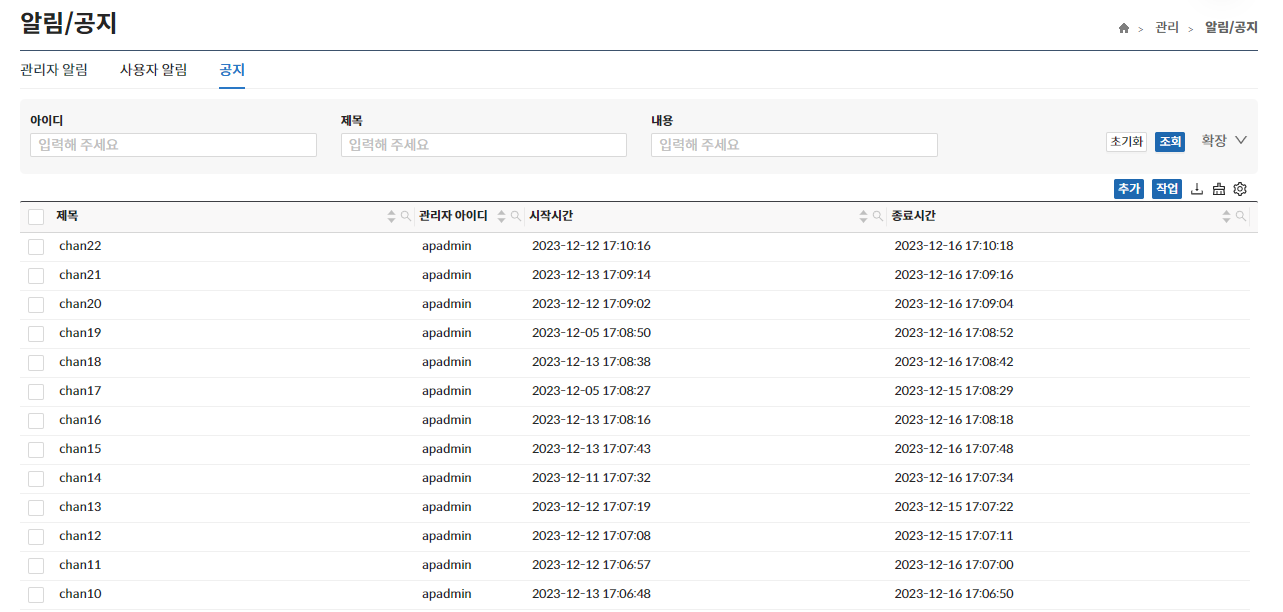 알림/공지
> 관리 > 알림/공지
관리자 알림 사용자 알림 공지
아이디 제목 내용
입력해 주세요 입력해 주세요 입력해 주세요 초기화 조회 확장
추가 작업
제목 관리자 아이디 시작시간 종료시간
chan22 apadmin 2023-12-12 17:10:16 2023-12-16 17:10:18
chan21 apadmin 2023-12-13 17:09:14 2023-12-16 17:09:16
chan20 apadmin 2023-12-12 17:09:02 2023-12-16 17:09:04
chan19 apadmin 2023-12-05 17:08:50 2023-12-16 17:08:52
chan18 apadmin 2023-12-13 17:08:38 2023-12-16 17:08:42
chan17 apadmin 2023-12-05 17:08:27 2023-12-15 17:08:29
chan16 apadmin 2023-12-13 17:08:16 2023-12-16 17:08:18
chan15 apadmin 2023-12-13 17:07:43 2023-12-16 17:07:48
chan14 apadmin 2023-12-11 17:07:32 2023-12-16 17:07:34
chan13 apadmin 2023-12-12 17:07:19 2023-12-15 17:07:22
chan12 apadmin 2023-12-12 17:07:08 2023-12-15 17:07:11
chan11 apadmin 2023-12-12 17:06:57 2023-12-16 17:07:00
chan10 apadmin 2023-12-13 17:06:48 2023-12-16 17:06:50